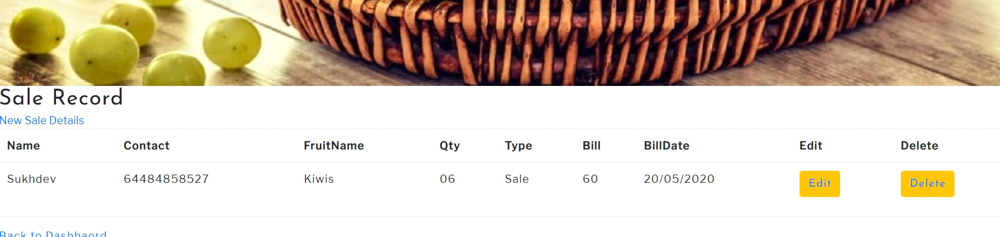 Sale Record
New Sale Details
Name Contact FruitName Qty Type Bill BillDate Edit Delete
Sukhdev 64484858527 Kiwis 06 Sale 60 20/05/2020 Edit Delete
Back to Dashbaord